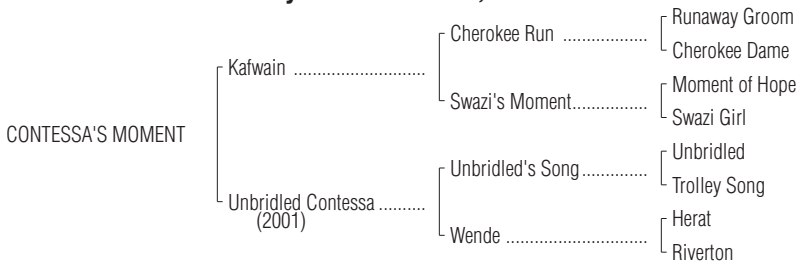 Runaway Groom
Cherokee Run ..................
Cherokee Dame
Kafwain ............................
Moment of Hope
Swazi's Moment................
Swazi Girl
CONTESSA'S MOMENT
Unbridled
Unbridled's Song..............
Trolley Song
Unbridled Contessa ..........
(2001)
Herat
Wende ..............................
Riverton